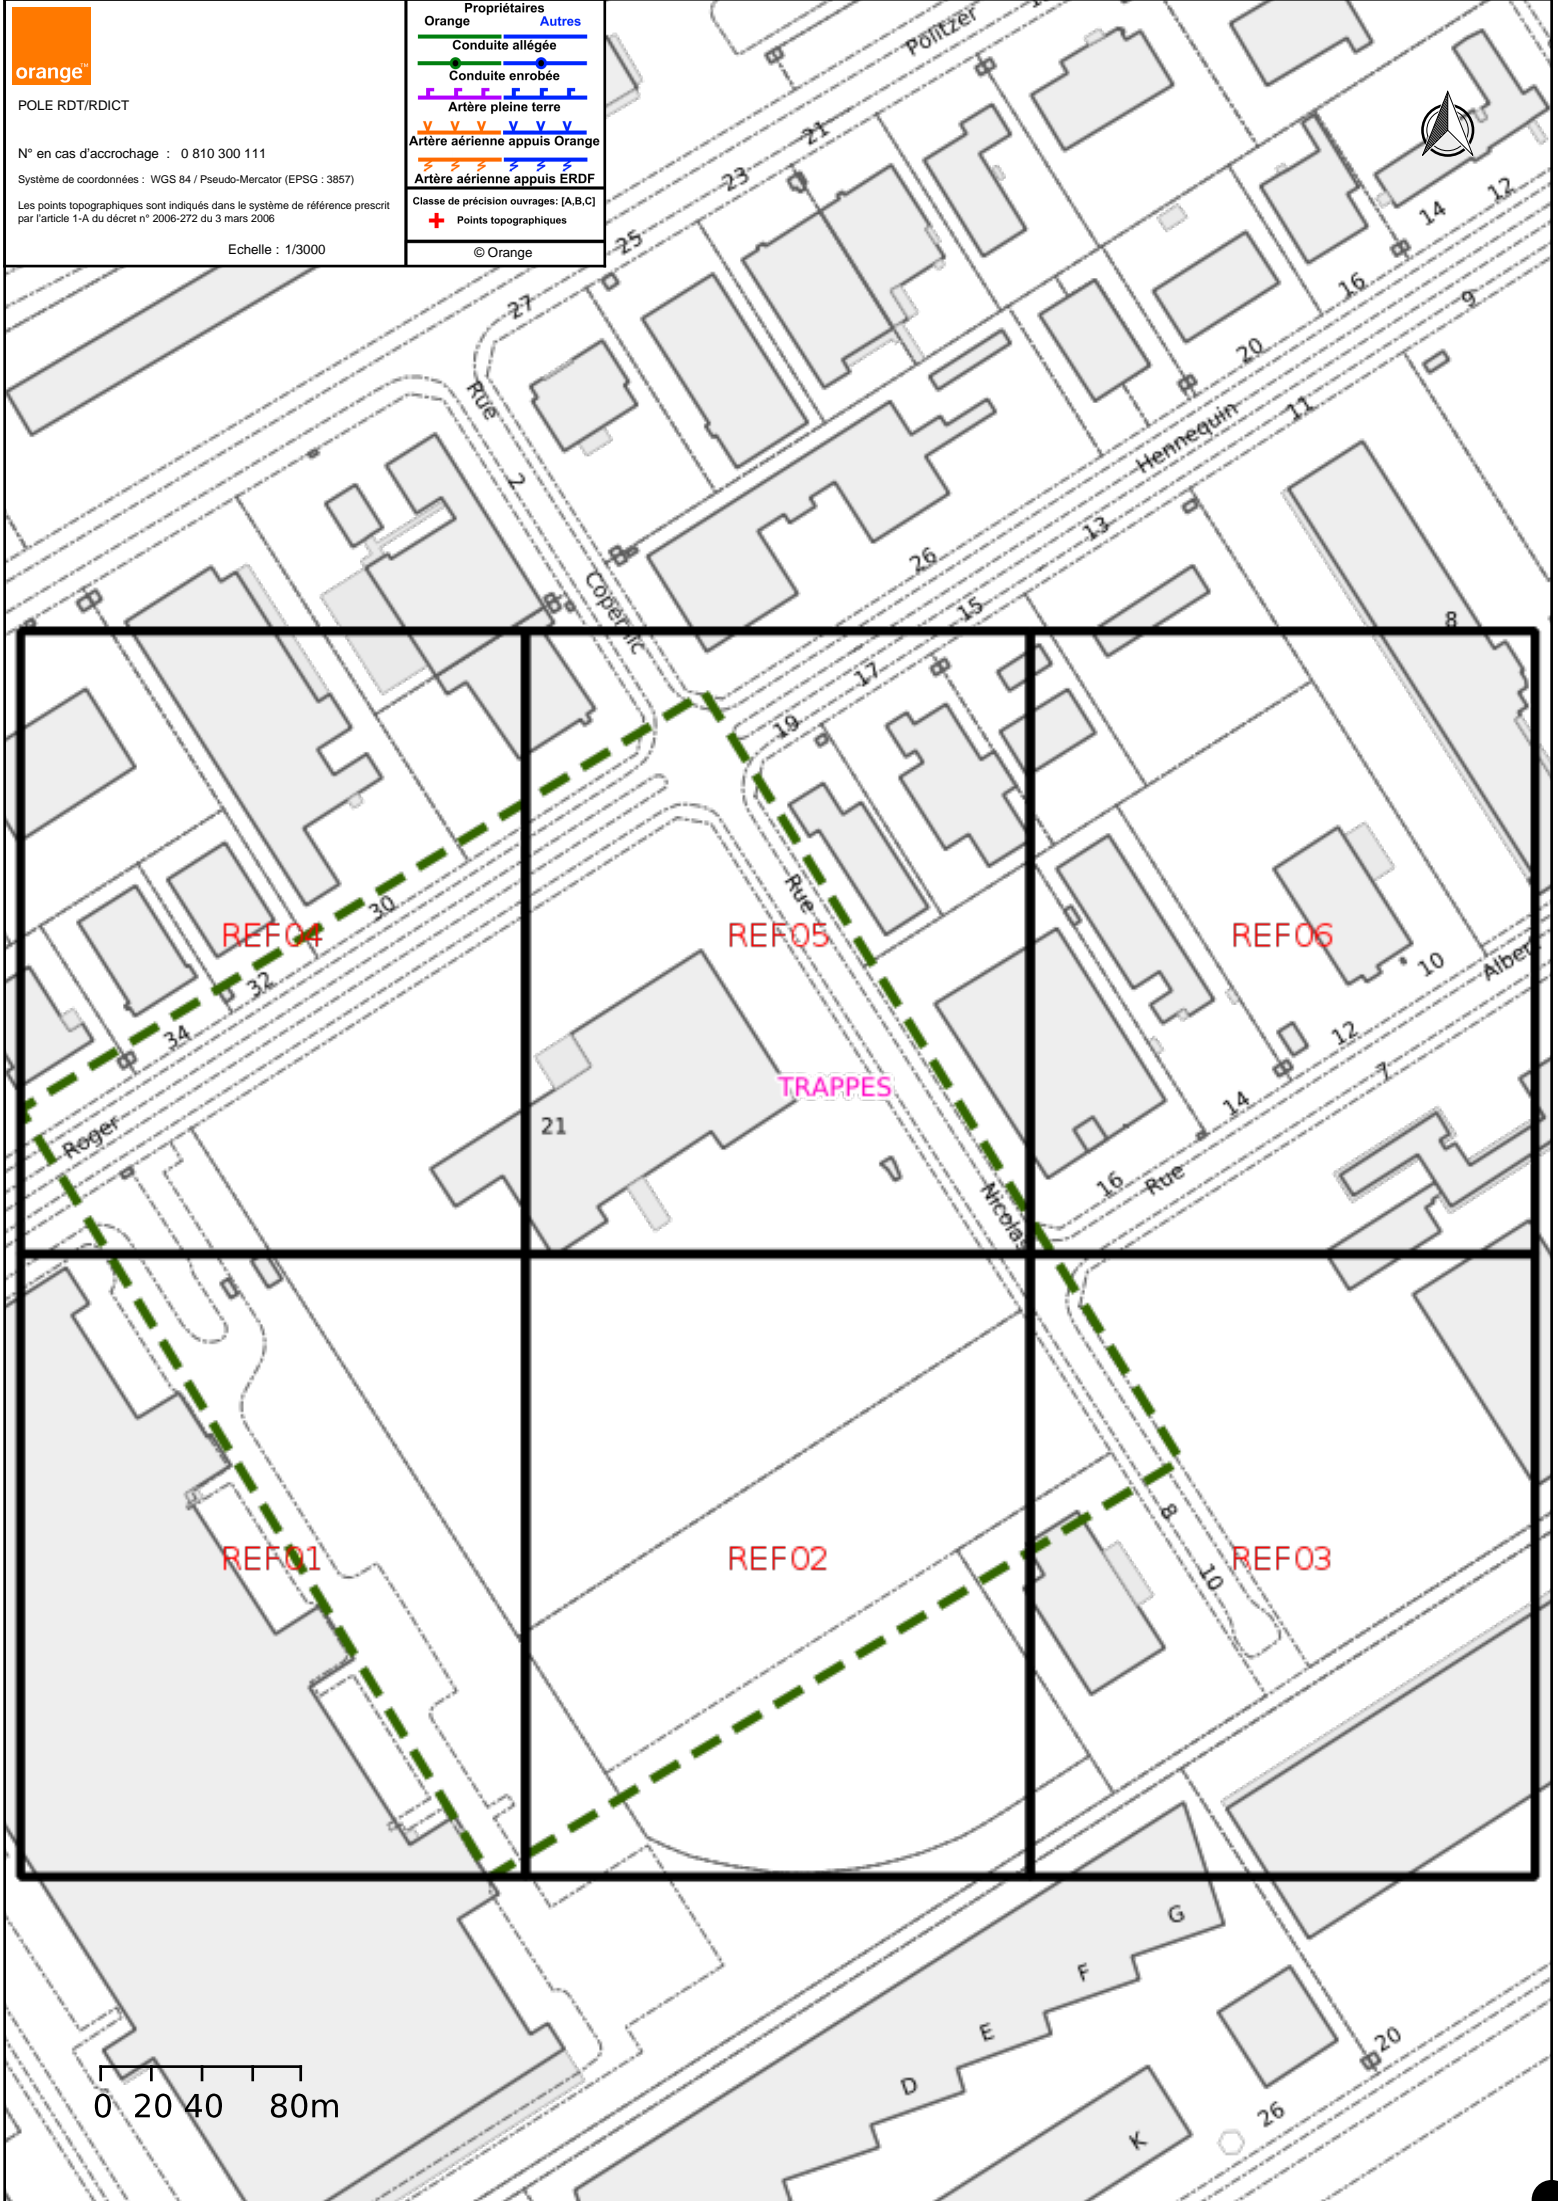 orange™
POLE RDT/RDICT
N° en cas d'accrochage : 0 810 300 111
Système de coordonnées : WGS 84 / Pseudo-Mercator (EPSG : 3857)
Les points topographiques sont indiqués dans le système de référence prescrit
par l'article 1-A du décret n° 2006-272 du 3 mars 2006
Echelle : 1/3000
Propriétaires
Orange Autres
Conduite allégée
Conduite enrobée
Artère pleine terre
Artère aérienne appuis Orange
Artère aérienne appuis ERDF
Classe de précision ouvrages: [A,B,C]
Points topographiques
© Orange
Politzer
21
23
25
27
12
14
16
9
20
11
Hennequin
Rue
2
Copernic
26
13
15
17
19
8
30
32
34
Roger
REF04
REF05
REF06
Rue
10
Alber
12
7
14
16
Rue
TRAPPES
21
Nicolas
REF01
REF02
REF03
8
10
G
F
E
D
K
20
26
0 20 40 80m